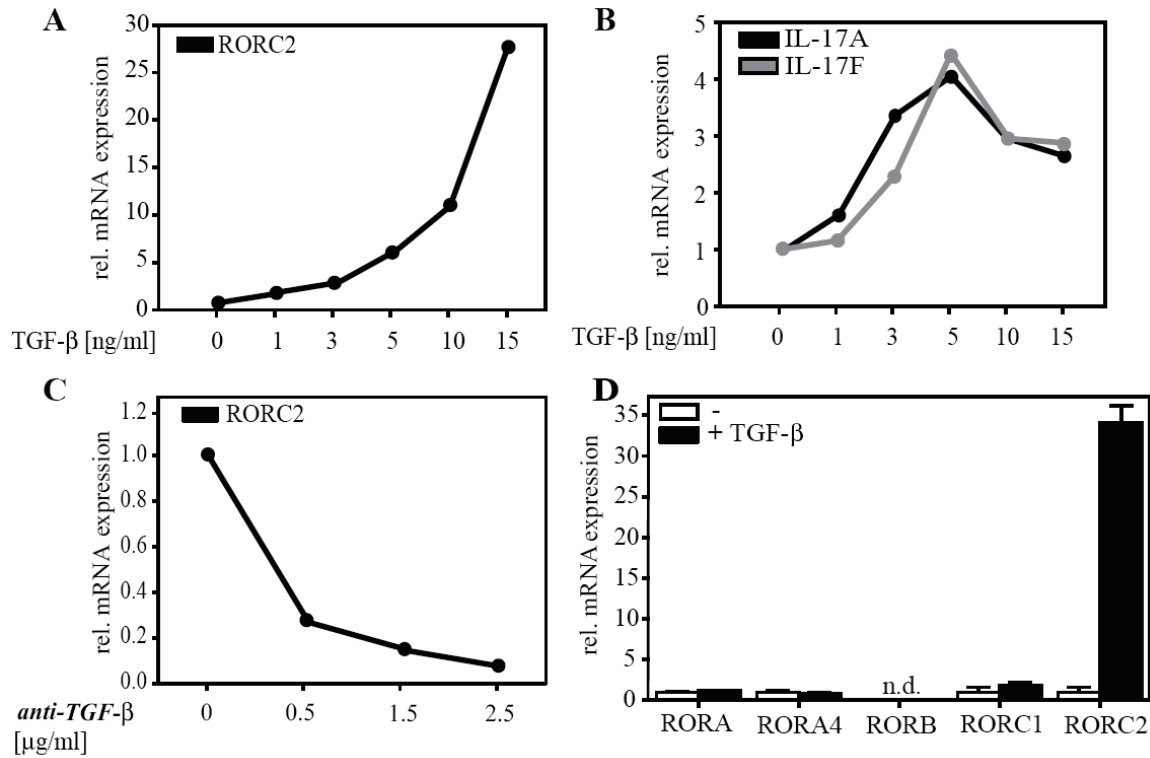 A
RORC2
rel. mRNA expression
30
25
20
15
10
5
0
TGF-β [ng/ml] 0 1 3 5 10 15
B
IL-17A
IL-17F
rel. mRNA expression
5
4
3
2
1
0
TGF-β [ng/ml] 0 1 3 5 10 15
C
RORC2
rel. mRNA expression
1.2
1.0
0.8
0.6
0.4
0.2
0.0
anti-TGF-β 0 0.5 1.5 2.5
[µg/ml]
D
-
+ TGF-β
rel. mRNA expression
35
30
25
20
15
10
5
0
n.d.
RORA RORA4 RORB RORC1 RORC2